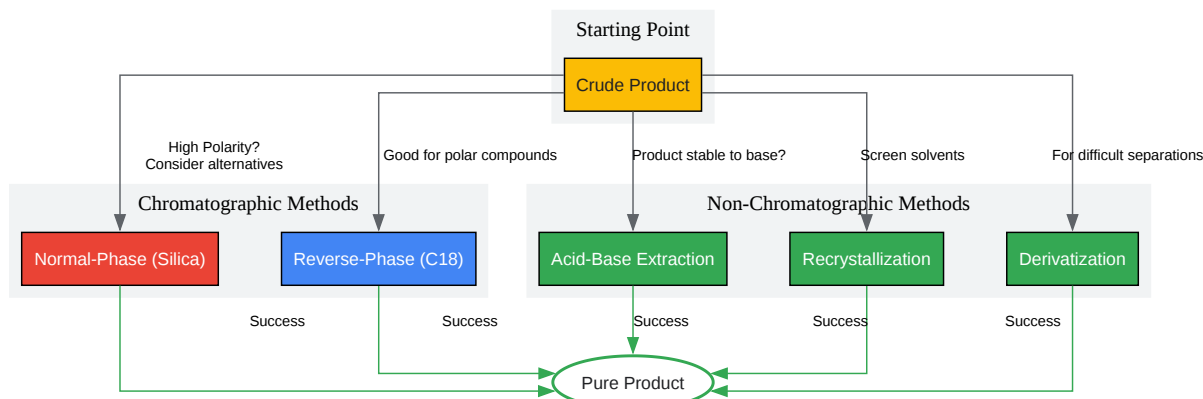 Starting Point
Crude Product
High Polarity?
Consider alternatives
Good for polar compounds
Product stable to base?
Screen solvents
For difficult separations
Chromatographic Methods
Non-Chromatographic Methods
Normal-Phase (Silica)
Reverse-Phase (C18)
Acid-Base Extraction
Recrystallization
Derivatization
Success
Success
Success
Success
Success
Pure Product